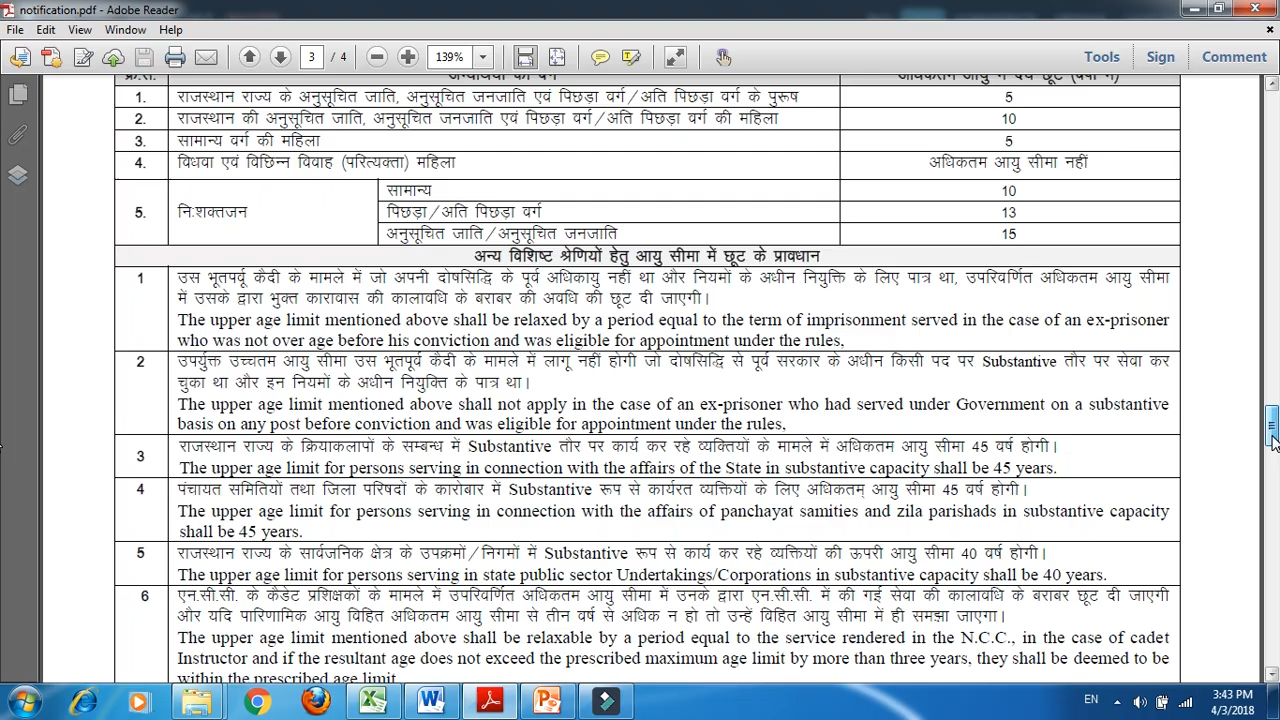 notification.pdf - Adobe Reader
File Edit View Window Help
3 / 4 139% Tools Sign Comment
क्र.स. अभ्यर्थियों का वर्ग अधिकतम आयु में देय छूट (वर्षों में)
1. राजस्थान राज्य के अनुसूचित जाति, अनुसूचित जनजाति एवं पिछड़ा वर्ग/अति पिछड़ा वर्ग के पुरूष 5
2. राजस्थान की अनुसूचित जाति, अनुसूचित जनजाति एवं पिछड़ा वर्ग/अति पिछड़ा वर्ग की महिला 10
3. सामान्य वर्ग की महिला 5
4. विधवा एवं विछिन्न विवाह (परित्यक्ता) महिला अधिकतम आयु सीमा नहीं
सामान्य 10
5. निःशक्तजन पिछड़ा/अति पिछड़ा वर्ग 13
अनुसूचित जाति/अनुसूचित जनजाति 15
अन्य विशिष्ट श्रेणियों हेतु आयु सीमा में छूट के प्रावधान
1 उस भूतपूर्व कैदी के मामले में जो अपनी दोषसिद्वि के पूर्व अधिकायु नहीं था और नियमों के अधीन नियुक्ति के लिए पात्र था, उपरिवर्णित अधिकतम आयु सीमा
में उसके द्वारा भुक्त कारावास की कालावधि के बराबर की अवधि की छूट दी जाएगी।
The upper age limit mentioned above shall be relaxed by a period equal to the term of imprisonment served in the case of an ex-prisoner
who was not over age before his conviction and was eligible for appointment under the rules,
2 उपर्युक्त उच्चतम आयु सीमा उस भूतपूर्व कैदी के मामले में लागू नहीं होगी जो दोषसिद्वि से पूर्व सरकार के अधीन किसी पद पर Substantive तौर पर सेवा कर
चुका था और इन नियमों के अधीन नियुक्ति के पात्र था।
The upper age limit mentioned above shall not apply in the case of an ex-prisoner who had served under Government on a substantive
basis on any post before conviction and was eligible for appointment under the rules,
3 राजस्थान राज्य के क्रियाकलापों के सम्बन्ध में Substantive तौर पर कार्य कर रहे व्यक्तियों के मामले में अधिकतम आयु सीमा 45 वर्ष होगी।
The upper age limit for persons serving in connection with the affairs of the State in substantive capacity shall be 45 years.
4 पंचायत समितियों तथा जिला परिषदों के कारोबार में Substantive रूप से कार्यरत व्यक्तियों के लिए अधिकतम् आयु सीमा 45 वर्ष होगी।
The upper age limit for persons serving in connection with the affairs of panchayat samities and zila parishads in substantive capacity
shall be 45 years.
5 राजस्थान राज्य के सार्वजनिक क्षेत्र के उपक्रमों/निगमों में Substantive रूप से कार्य कर रहे व्यक्तियों की ऊपरी आयु सीमा 40 वर्ष होगी।
The upper age limit for persons serving in state public sector Undertakings/Corporations in substantive capacity shall be 40 years.
6 एन.सी.सी. के कैडेट प्रशिक्षकों के मामले में उपरिवर्णित अधिकतम आयु सीमा में उनके द्वारा एन.सी.सी. में की गई सेवा की कालावधि के बराबर छूट दी जाएगी
और यदि पारिणामिक आयु विहित अधिकतम आयु सीमा से तीन वर्ष से अधिक न हो तो उन्हें विहित आयु सीमा में ही समझा जाएगा।
The upper age limit mentioned above shall be relaxable by a period equal to the service rendered in the N.C.C., in the case of cadet
Instructor and if the resultant age does not exceed the prescribed maximum age limit by more than three years, they shall be deemed to be
within the prescribed age limit
EN 3:43 PM
4/3/2018